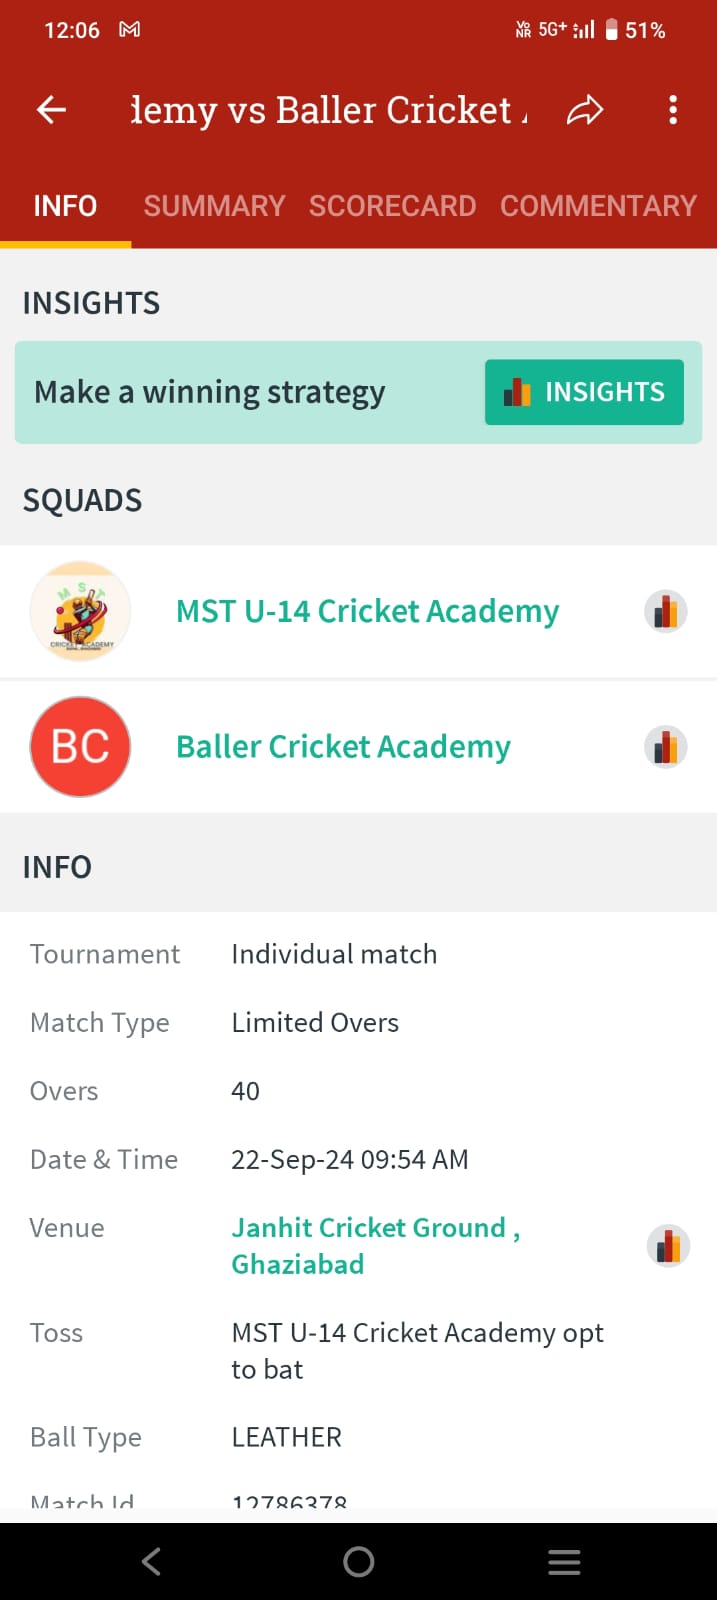 12:06 M Vo NR 5G+ 51%
demy vs Baller Cricket
INFO SUMMARY SCORECARD COMMENTARY
INSIGHTS
Make a winning strategy INSIGHTS
SQUADS
MST
CRICKET ACADEMY
MST U-14 Cricket Academy
BC Baller Cricket Academy
INFO
Tournament Individual match
Match Type Limited Overs
Overs 40
Date & Time 22-Sep-24 09:54 AM
Venue Janhit Cricket Ground ,
Ghaziabad
Toss MST U-14 Cricket Academy opt
to bat
Ball Type LEATHER
Match Id 12786378